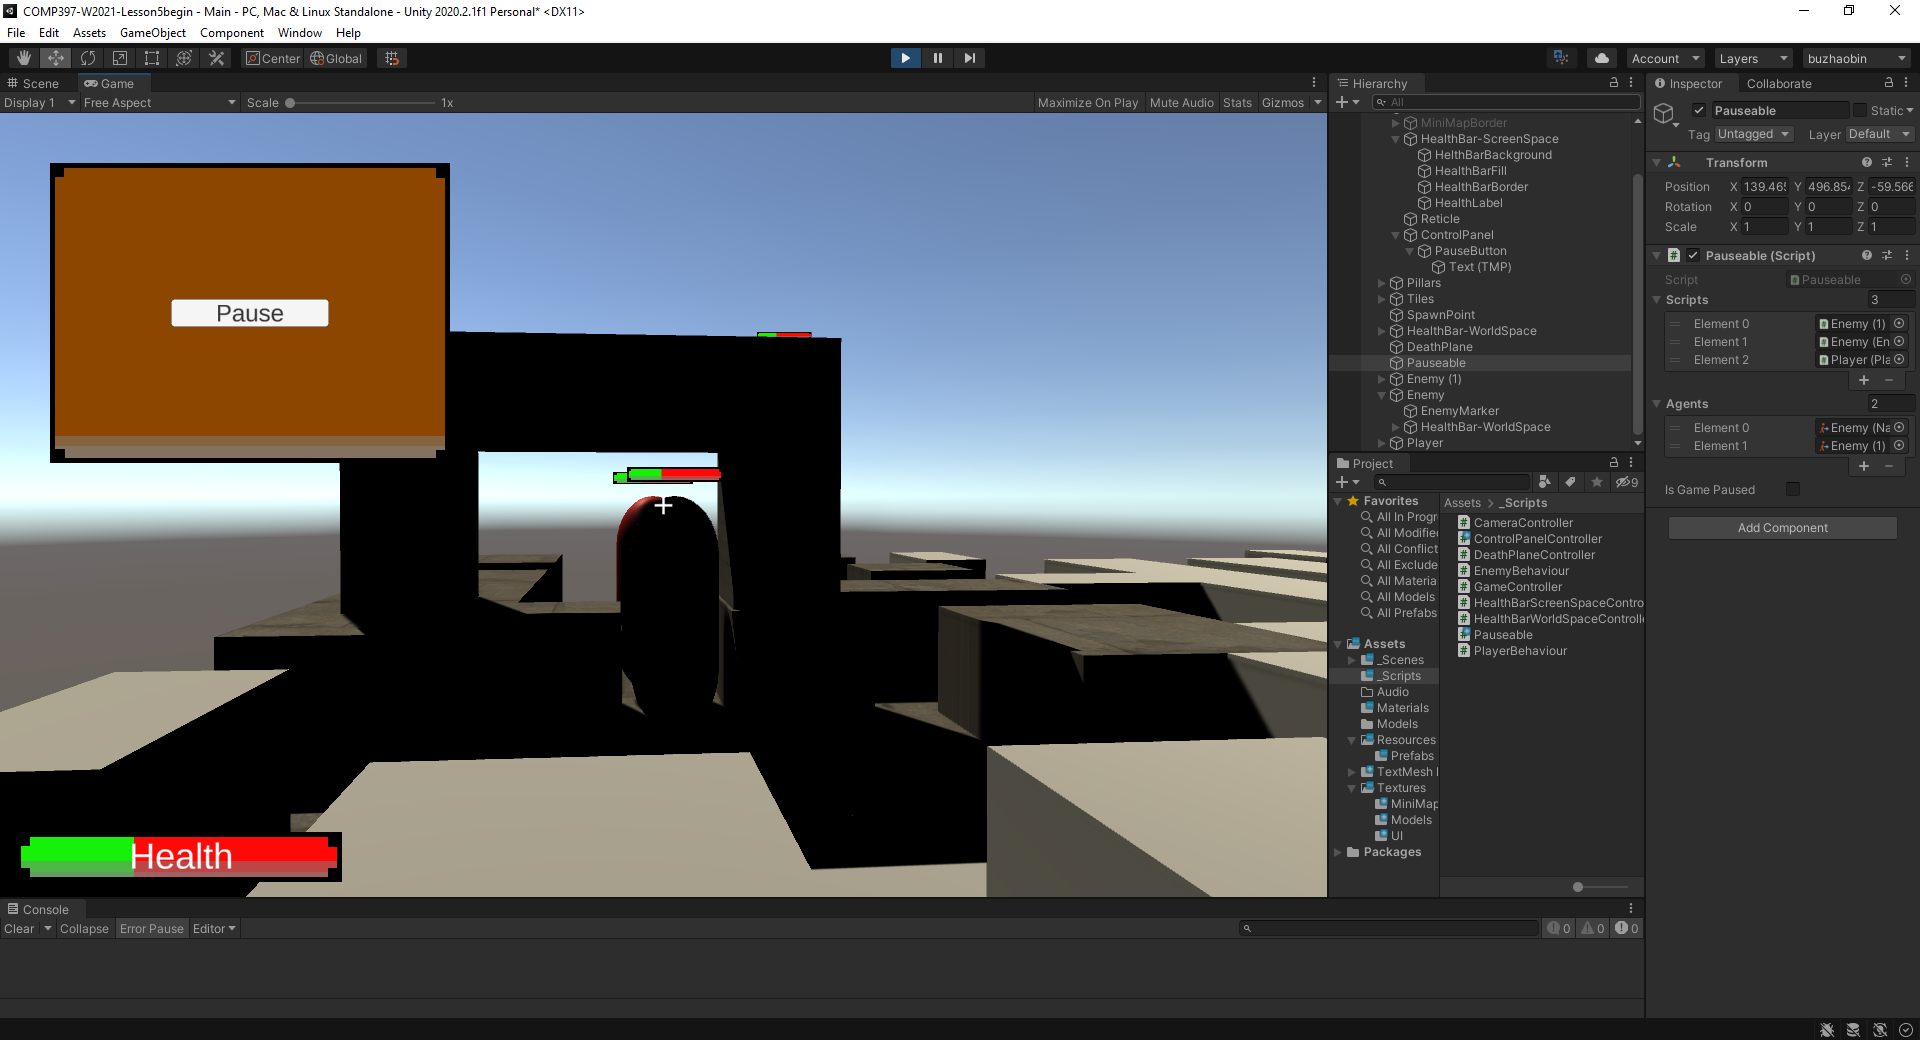 COMP397-W2021-Lesson5begin - Main - PC, Mac & Linux Standalone - Unity 2020.2.1f1 Personal* <DX11>
File Edit Assets GameObject Component Window Help
Center Global
Account Layers buzhaobin
Scene Game
Display 1 Free Aspect Scale 1x Maximize On Play Mute Audio Stats Gizmos
Pause
Health
Hierarchy
All
MiniMapBorder
HealthBar-ScreenSpace
HelthBarBackground
HealthBarFill
HealthBarBorder
HealthLabel
Reticle
ControlPanel
PauseButton
Text (TMP)
Pillars
Tiles
SpawnPoint
HealthBar-WorldSpace
DeathPlane
Pauseable
Enemy (1)
Enemy
EnemyMarker
HealthBar-WorldSpace
Player
Project
9
Favorites
All In Progr
All Modifie
All Conflict
All Exclude
All Materia
All Models
All Prefabs
Assets
_Scenes
_Scripts
Audio
Materials
Models
Resources
Prefabs
TextMesh
Textures
MiniMap
Models
UI
Packages
Assets > _Scripts
CameraController
ControlPanelController
DeathPlaneController
EnemyBehaviour
GameController
HealthBarScreenSpaceContro
HealthBarWorldSpaceControll
Pauseable
PlayerBehaviour
Inspector Collaborate
Pauseable Static
Tag Untagged Layer Default
Transform
Position X 139.465 Y 496.854 Z -59.566
Rotation X 0 Y 0 Z 0
Scale X 1 Y 1 Z 1
Pauseable (Script)
Script Pauseable
Scripts 3
Element 0 Enemy (1)
Element 1 Enemy (En
Element 2 Player (Pla
Agents 2
Element 0 Enemy (Na
Element 1 Enemy (1)
Is Game Paused
Add Component
Console
Clear Collapse Error Pause Editor 0 0 0